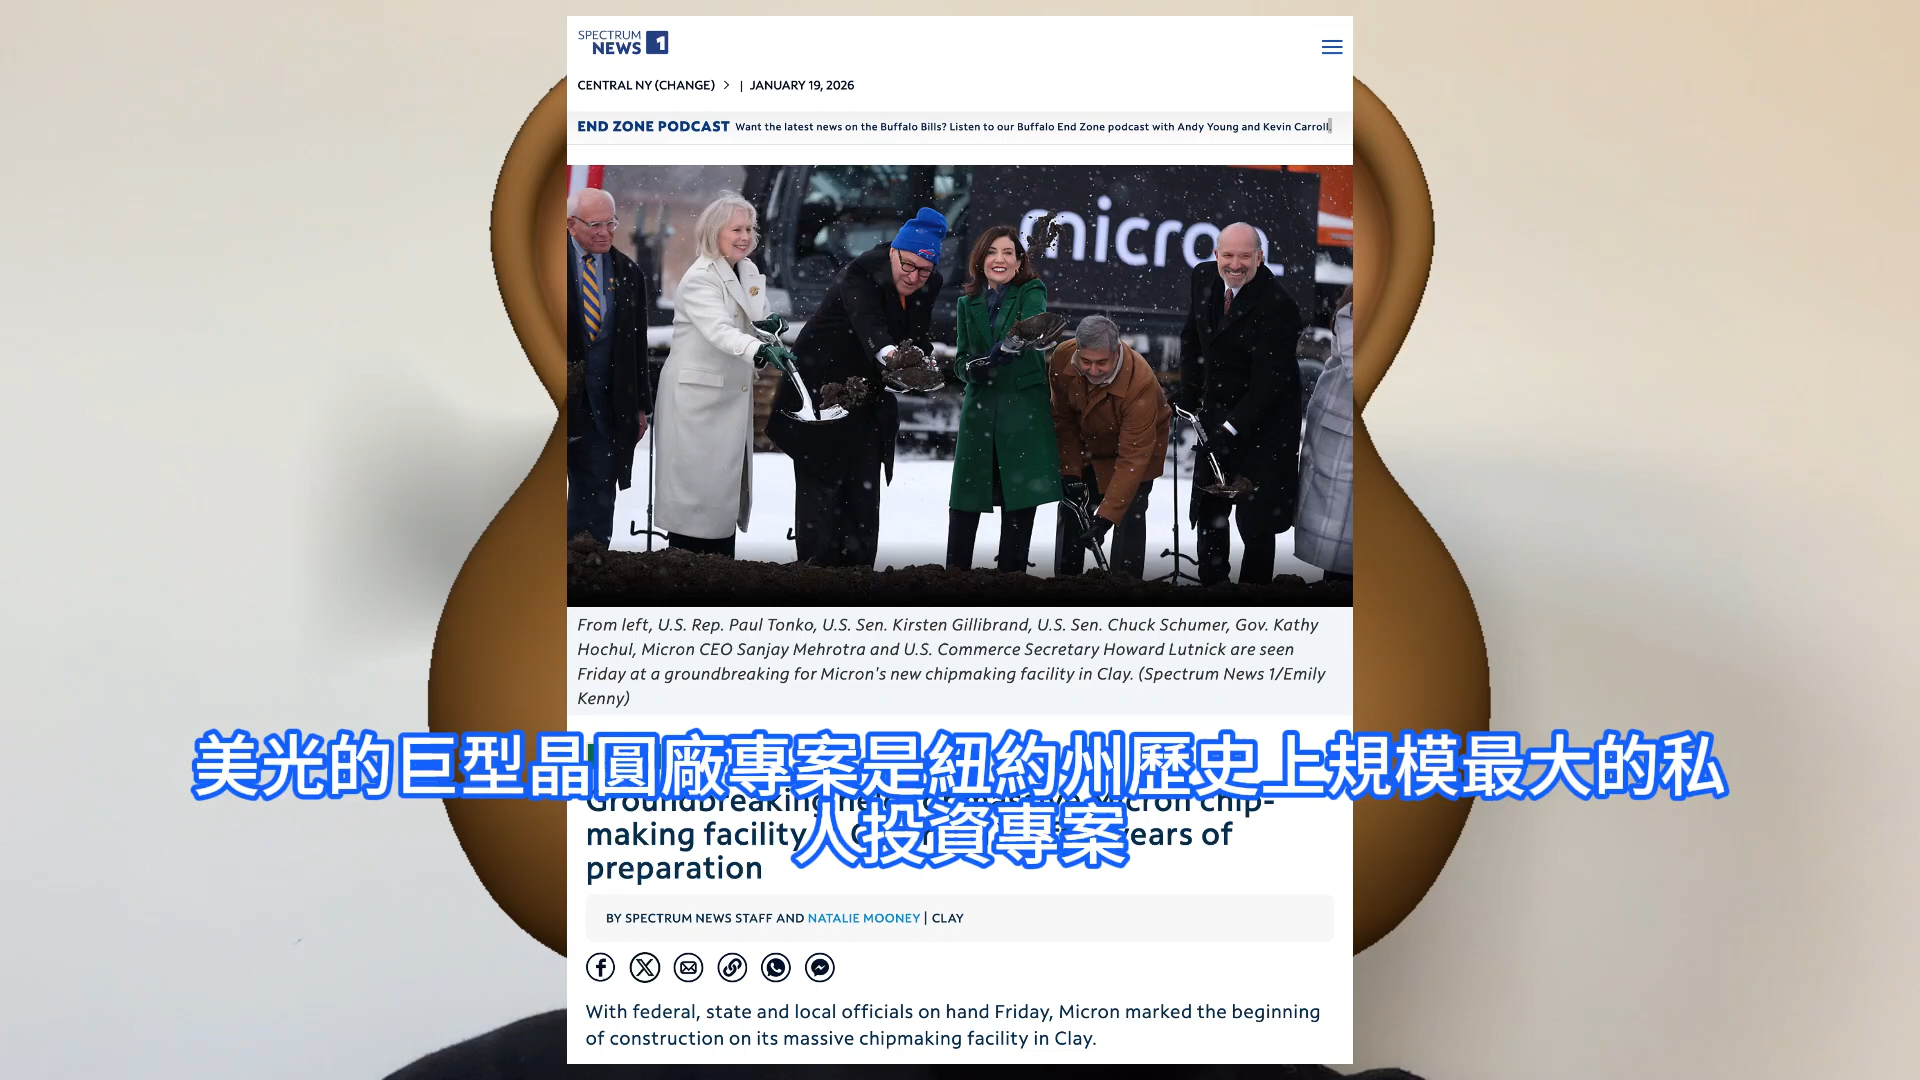 SPECTRUM
NEWS 1
CENTRAL NY (CHANGE) > | JANUARY 19, 2026
END ZONE PODCAST Want the latest news on the Buffalo Bills? Listen to our Buffalo End Zone podcast with Andy Young and Kevin Carroll.
micron
From left, U.S. Rep. Paul Tonko, U.S. Sen. Kirsten Gillibrand, U.S. Sen. Chuck Schumer, Gov. Kathy
Hochul, Micron CEO Sanjay Mehrotra and U.S. Commerce Secretary Howard Lutnick are seen
Friday at a groundbreaking for Micron's new chipmaking facility in Clay. (Spectrum News 1/Emily
Kenny)
美光的巨型晶圓廠專案是紐約州歷史上規模最大的私
人投資專案
Groundbreaking Micron chip-
making facility years of
preparation
BY SPECTRUM NEWS STAFF AND NATALIE MOONEY | CLAY
With federal, state and local officials on hand Friday, Micron marked the beginning
of construction on its massive chipmaking facility in Clay.